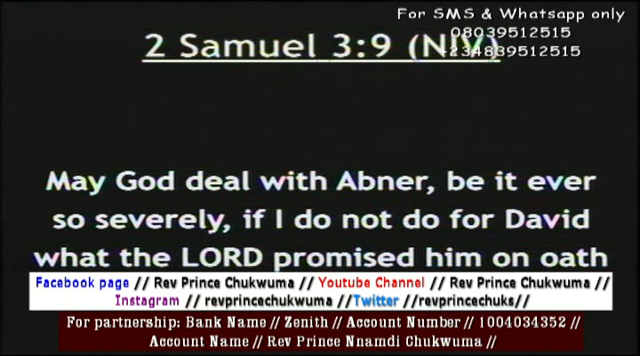 For SMS & Whatsapp only
08039512515
+234839512515
2 Samuel 3:9 (NIV)
May God deal with Abner, be it ever
so severely, if I do not do for David
what the LORD promised him on oath
Facebook page // Rev Prince Chukwuma // Youtube Channel // Rev Prince Chukwuma //
Instagram // revprincechukwuma //Twitter //revprincechuks//
For partnership: Bank Name // Zenith // Account Number // 1004034352 //
Account Name // Rev Prince Nnamdi Chukwuma //